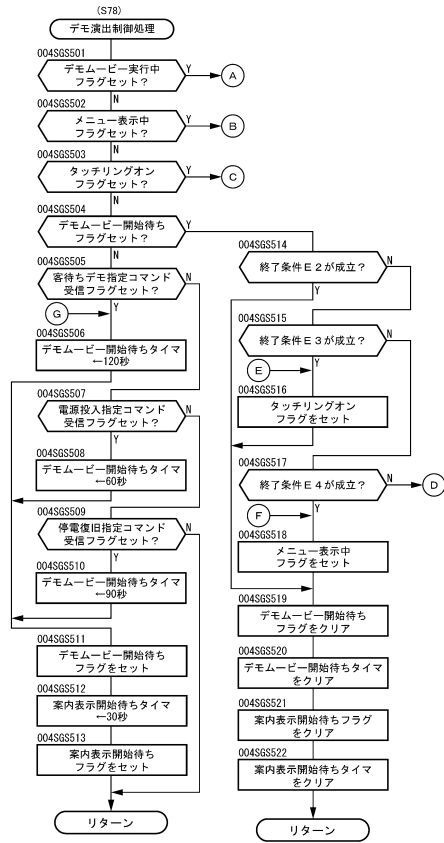 (S78)
デモ演出制御処理
004SGS501
デモムービー実行中
フラグセット？
Y
A
N
004SGS502
メニュー表示中
フラグセット？
Y
B
N
004SGS503
タッチリングオン
フラグセット？
Y
C
N
004SGS504
デモムービー開始待ち
フラグセット？
Y
N
004SGS505
客待ちデモ指定コマンド
受信フラグセット？
N
Y
G
004SGS506
デモムービー開始待ちタイマ
←120秒
004SGS507
電源投入指定コマンド
受信フラグセット？
N
Y
004SGS508
デモムービー開始待ちタイマ
←60秒
004SGS509
停電復旧指定コマンド
受信フラグセット？
N
Y
004SGS510
デモムービー開始待ちタイマ
←90秒
004SGS511
デモムービー開始待ち
フラグをセット
004SGS512
案内表示開始待ちタイマ
←30秒
004SGS513
案内表示開始待ち
フラグをセット
リターン
004SGS514
終了条件E2が成立？
N
Y
004SGS515
終了条件E3が成立？
N
Y
E
004SGS516
タッチリングオン
フラグをセット
004SGS517
終了条件E4が成立？
N
D
Y
F
004SGS518
メニュー表示中
フラグをセット
004SGS519
デモムービー開始待ち
フラグをクリア
004SGS520
デモムービー開始待ちタイマ
をクリア
004SGS521
案内表示開始待ちフラグ
をクリア
004SGS522
案内表示開始待ちタイマ
をクリア
リターン